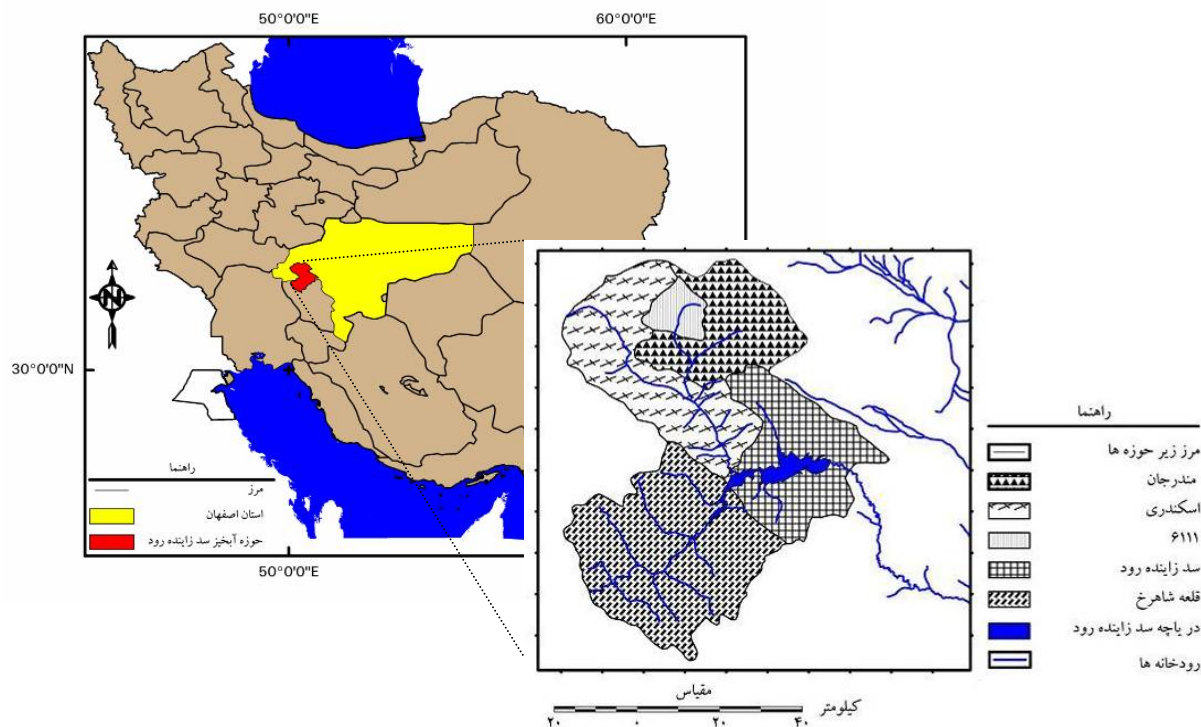 50°0'0"E
60°0'0"E
30°0'0"N
N
راهنما
مرز
استان اصفهان
حوزه آبخیز سد زاینده رود
50°0'0"E
راهنما
مرز زیر حوزه ها
مندرجان
اسکندری
۶۱۱۱
سد زاینده رود
قلعه شاهرخ
در یاچه سد زاینده رود
رودخانه ها
مقیاس
۲۰ ۰ ۲۰ ۴۰ کیلومتر